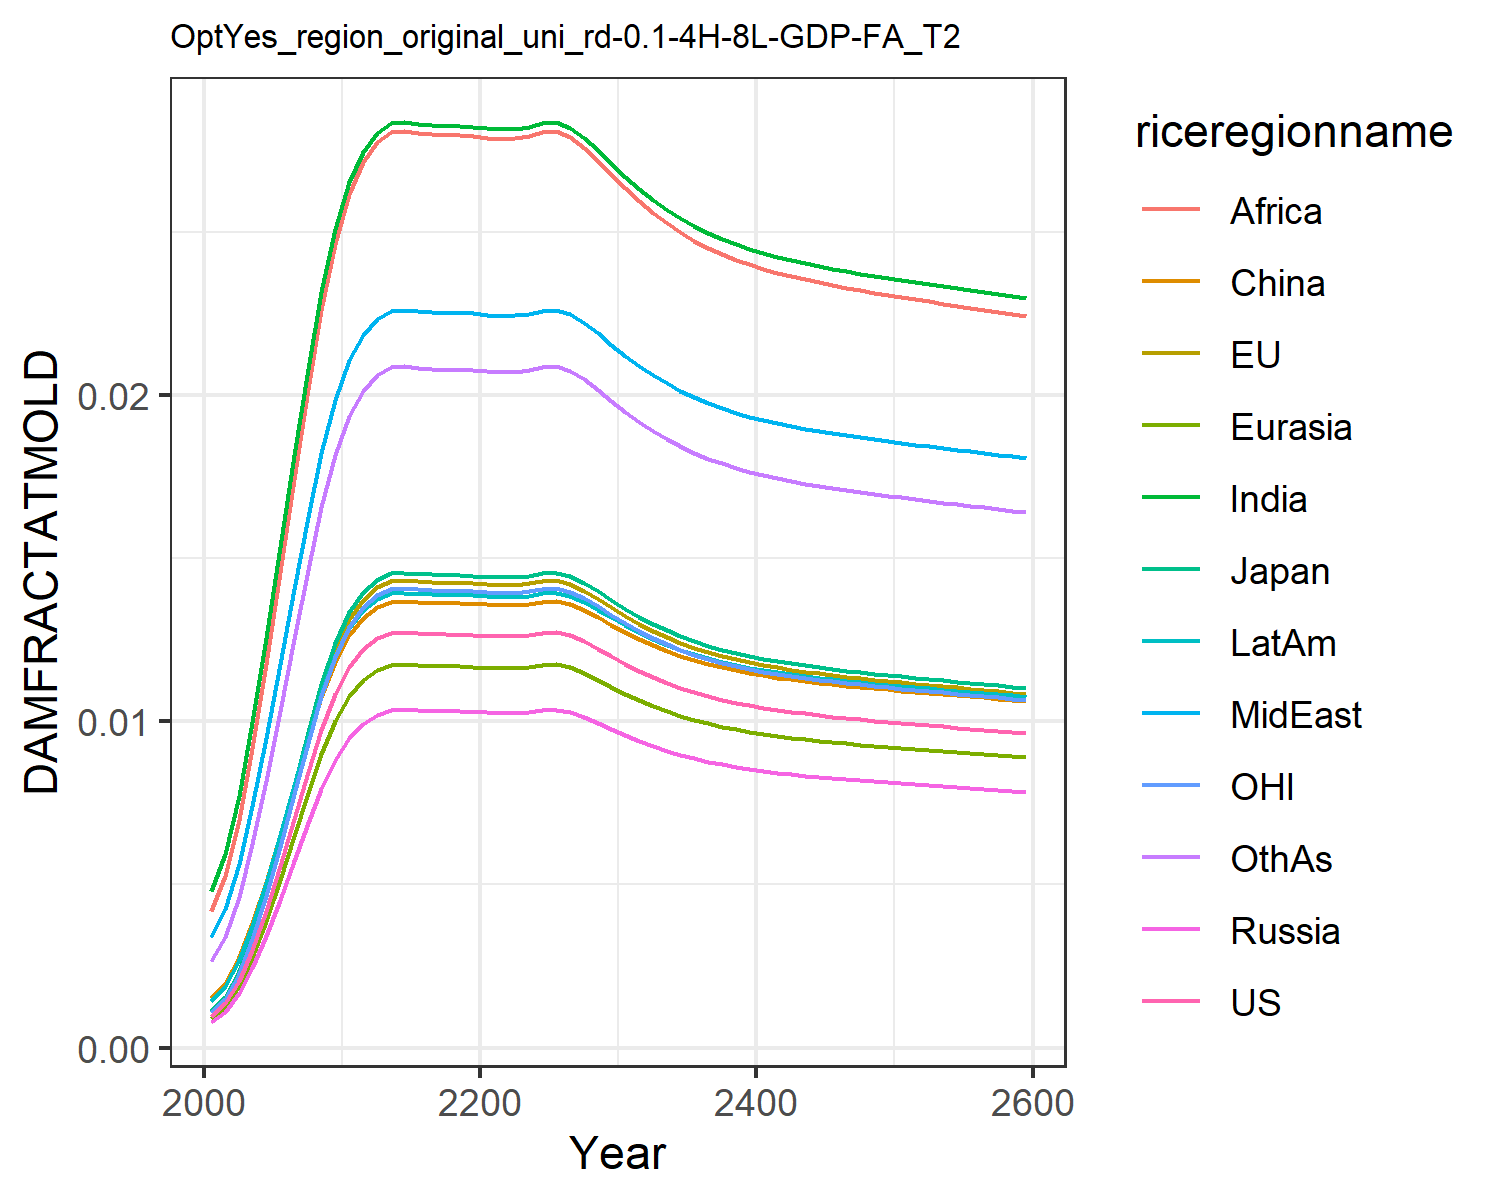 OptYes_region_original_uni_rd-0.1-4H-8L-GDP-FA_T2
DAMFRACTATMOLD
0.02
0.01
0.00
2000 2200 2400 2600
Year
riceregionname
Africa
China
EU
Eurasia
India
Japan
LatAm
MidEast
OHI
OthAs
Russia
US